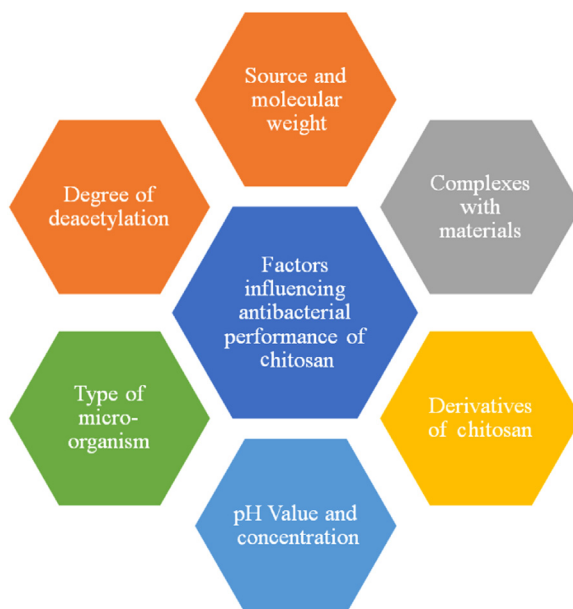 Source and
molecular
weight
Degree of
deacetylation
Complexes
with
materials
Factors
influencing
antibacterial
performance of
chitosan
Type of
micro-
organism
Derivatives
of chitosan
pH Value and
concentration